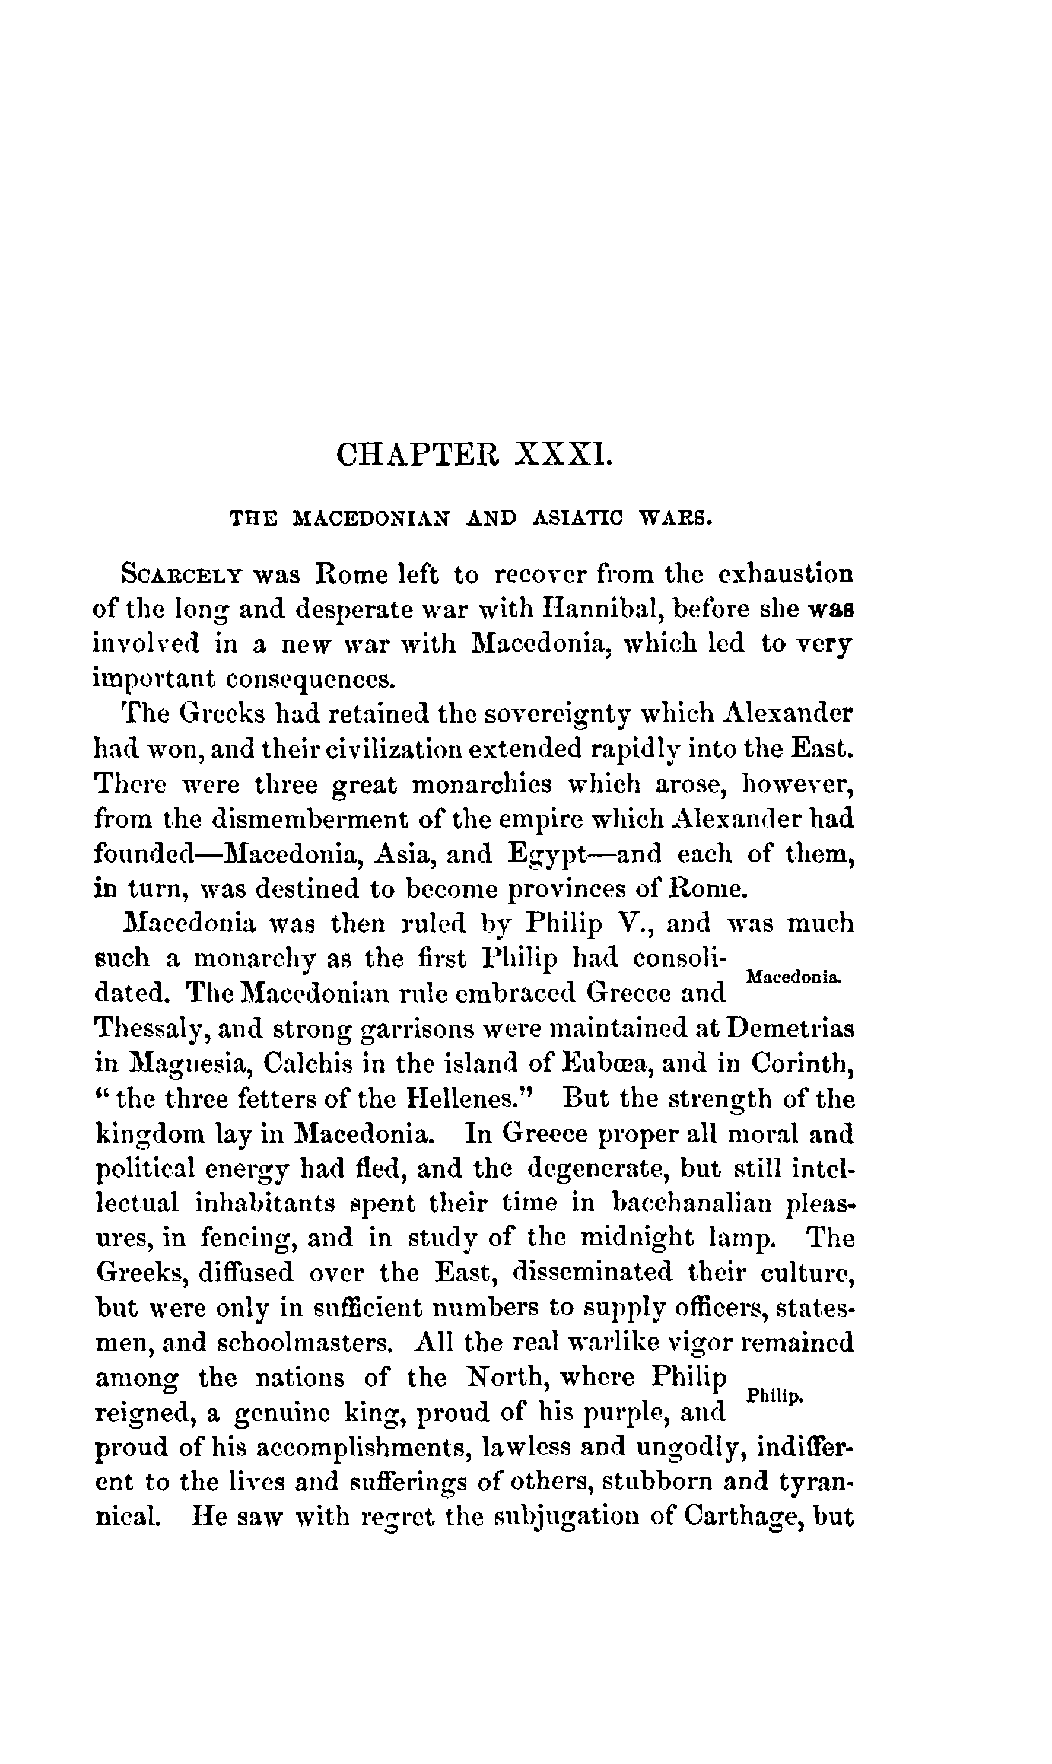 CHAPTER XXXI.
THE MACEDONIAN AND ASIATIC WARS.
SCARCELY was Rome left to recover from the exhaustion
of the long and desperate war with Hannibal, before she was
involved in a new war with Macedonia, which led to very
important consequences.
The Greeks had retained the sovereignty which Alexander
had won, and their civilization extended rapidly into the East.
There were three great monarchies which arose, however,
from the dismemberment of the empire which Alexander had
founded—Macedonia, Asia, and Egypt—and each of them,
in turn, was destined to become provinces of Rome.
Macedonia was then ruled by Philip V., and was much
such a monarchy as the first Philip had consoli-
Macedonia.
dated. The Macedonian rule embraced Greece and
Thessaly, and strong garrisons were maintained at Demetrias
in Magnesia, Calchis in the island of Eubœa, and in Corinth,
"the three fetters of the Hellenes." But the strength of the
kingdom lay in Macedonia. In Greece proper all moral and
political energy had fled, and the degenerate, but still intel-
lectual inhabitants spent their time in bacchanalian pleas-
ures, in fencing, and in study of the midnight lamp. The
Greeks, diffused over the East, disseminated their culture,
but were only in sufficient numbers to supply officers, states-
men, and schoolmasters. All the real warlike vigor remained
among the nations of the North, where Philip
Philip.
reigned, a genuine king, proud of his purple, and
proud of his accomplishments, lawless and ungodly, indiffer-
ent to the lives and sufferings of others, stubborn and tyran-
nical. He saw with regret the subjugation of Carthage, but